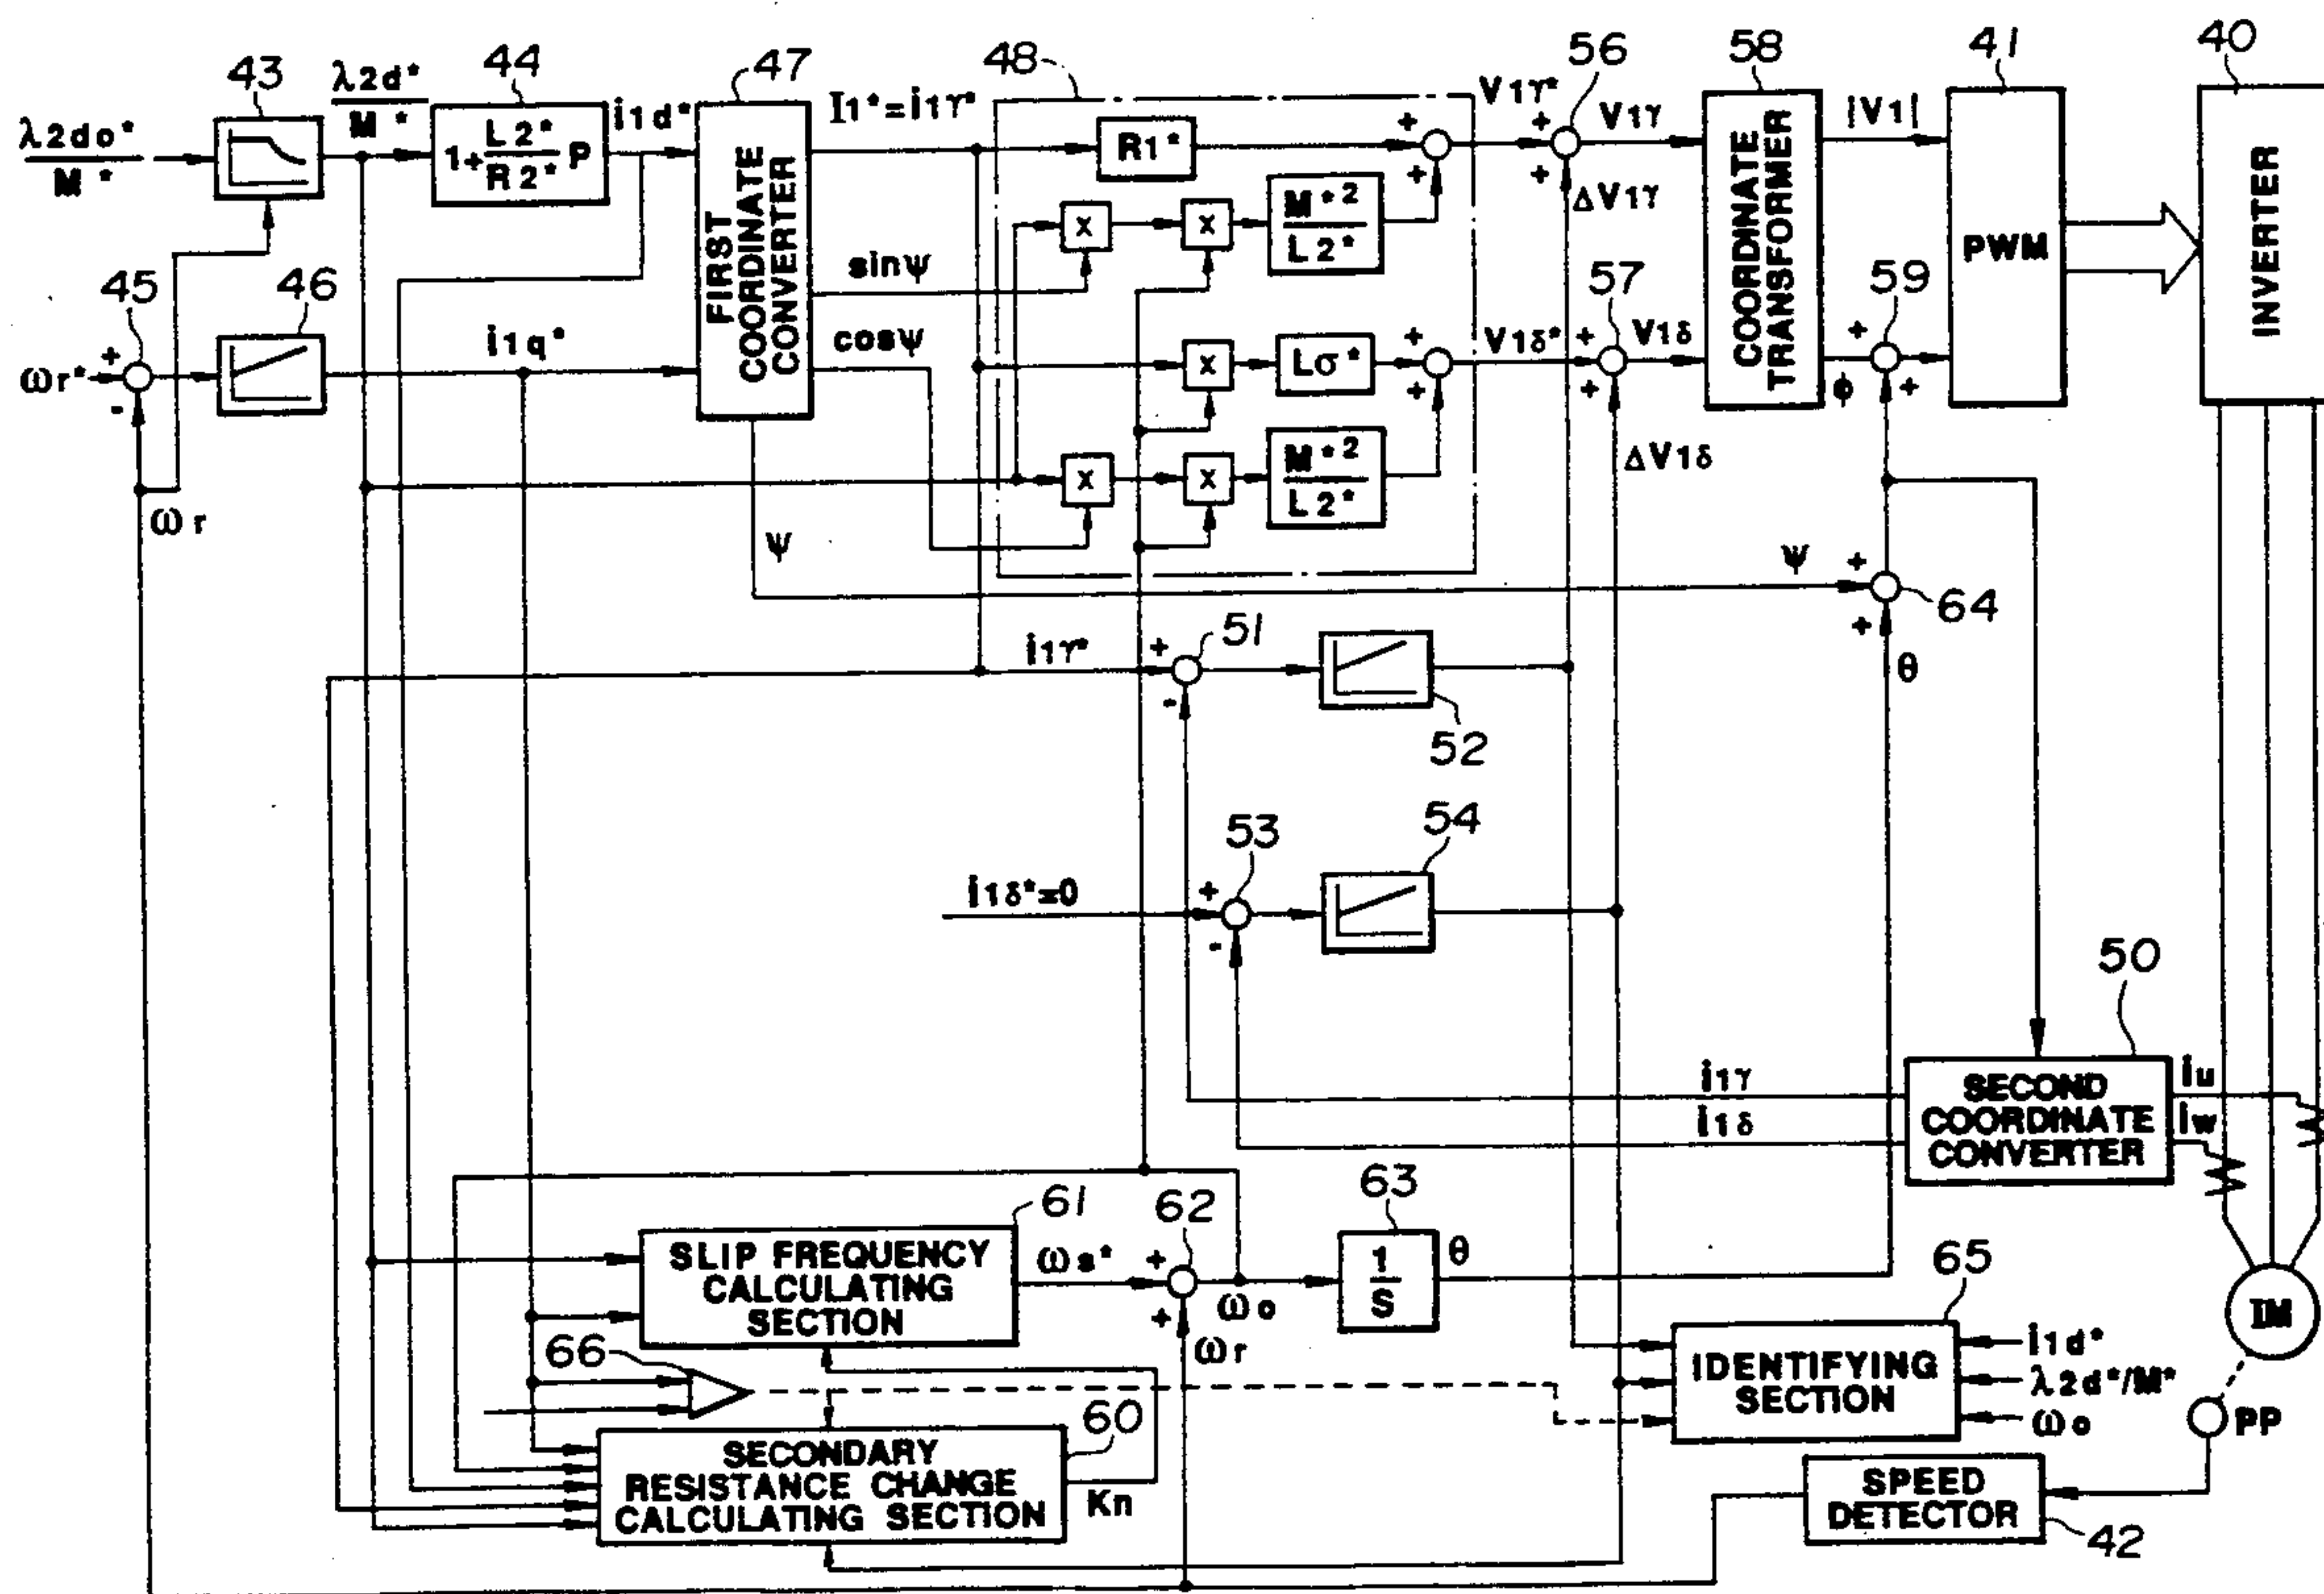 43
λ2d*
M*
44
47
48
56
58
41
40
λ2do*
M*
1+ L2* P
R2*
i1d*
FIRST
COORDINATE
CONVERTER
I1*=i1γ*
R1*
+
+
V1γ*
+
+
V1γ
ΔV1γ
COORDINATE
TRANSFORMER
|V1|
PWM
INVERTER
x
x
M*2
L2*
sinψ
45
46
57
59
ωr*
+
-
i1q*
cosψ
x
Lσ*
+
+
V1δ*
+
+
V1δ
+
+
φ
x
x
M*2
L2*
ΔV1δ
ωr
ψ
ψ
+
+
64
θ
i1γ*
+
-
51
52
53
54
i1δ*=0
+
-
50
i1γ
i1δ
SECOND
COORDINATE
CONVERTER
iu
iw
61
62
63
65
SLIP FREQUENCY
CALCULATING
SECTION
ωs*
+
+
ωo
ωr
1
S
θ
IM
66
IDENTIFYING
SECTION
i1d*
λ2d*/M*
ωo
PP
60
SECONDARY
RESISTANCE CHANGE
CALCULATING SECTION
Kn
SPEED
DETECTOR
42